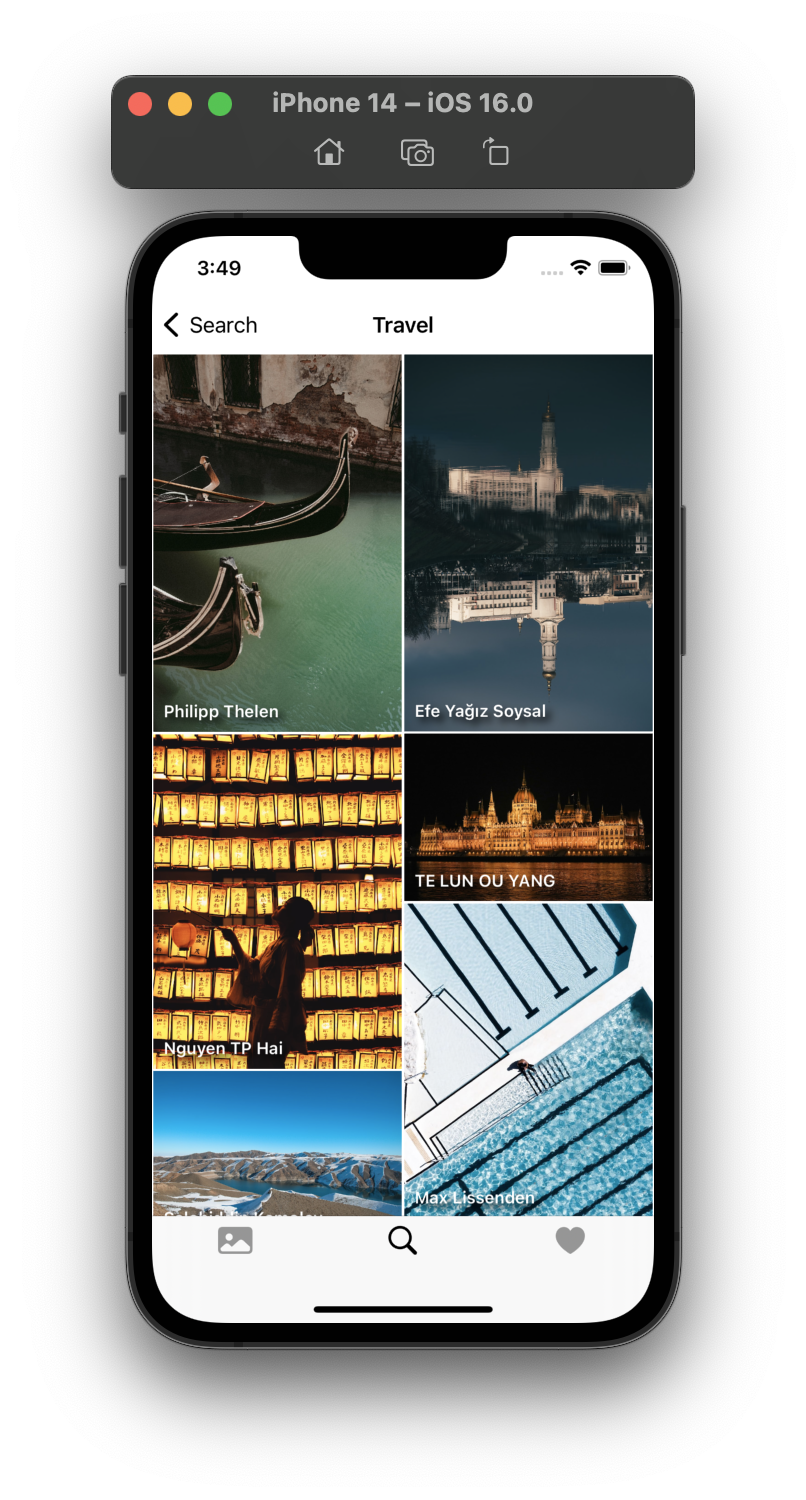 iPhone 14 – iOS 16.0
3:49
Search
Travel
Philipp Thelen
Efe Yağız Soysal
TE LUN OU YANG
Nguyen TP Hai
Max Lissenden